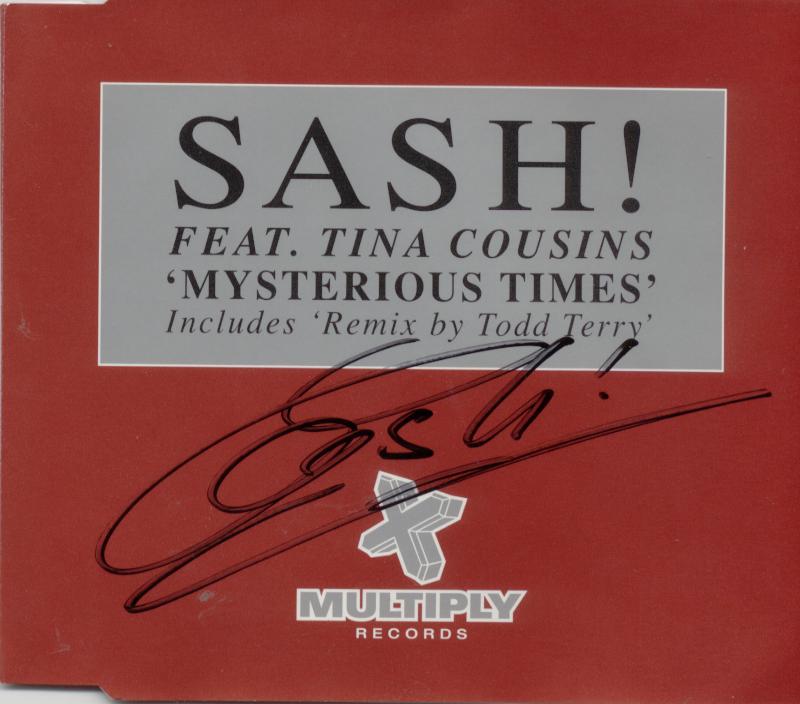 SASH!
FEAT. TINA COUSINS
‘MYSTERIOUS TIMES’
Includes ‘Remix by Todd Terry’
Sash!
MULTIPLY
RECORDS